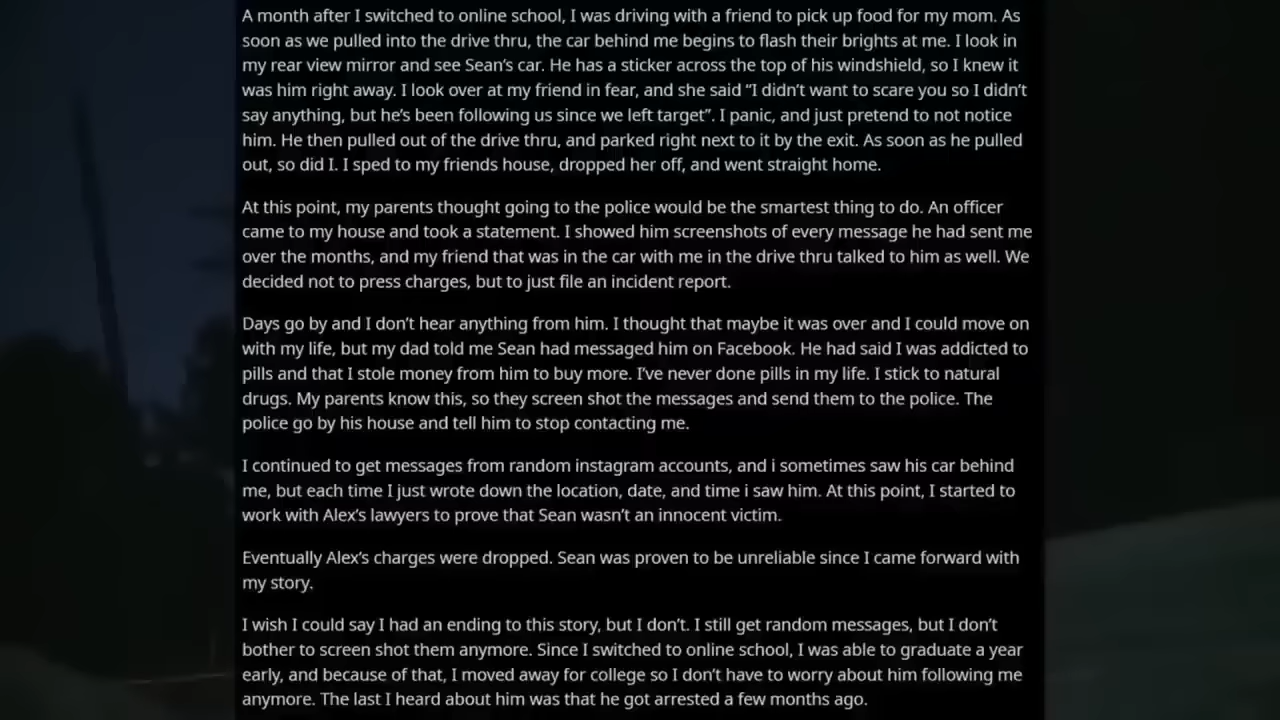 A month after I switched to online school, I was driving with a friend to pick up food for my mom. As
soon as we pulled into the drive thru, the car behind me begins to flash their brights at me. I look in
my rear view mirror and see Sean’s car. He has a sticker across the top of his windshield, so I knew it
was him right away. I look over at my friend in fear, and she said “I didn’t want to scare you so I didn’t
say anything, but he’s been following us since we left target”. I panic, and just pretend to not notice
him. He then pulled out of the drive thru, and parked right next to it by the exit. As soon as he pulled
out, so did I. I sped to my friends house, dropped her off, and went straight home.
At this point, my parents thought going to the police would be the smartest thing to do. An officer
came to my house and took a statement. I showed him screenshots of every message he had sent me
over the months, and my friend that was in the car with me in the drive thru talked to him as well. We
decided not to press charges, but to just file an incident report.
Days go by and I don’t hear anything from him. I thought that maybe it was over and I could move on
with my life, but my dad told me Sean had messaged him on Facebook. He had said I was addicted to
pills and that I stole money from him to buy more. I’ve never done pills in my life. I stick to natural
drugs. My parents know this, so they screen shot the messages and send them to the police. The
police go by his house and tell him to stop contacting me.
I continued to get messages from random instagram accounts, and i sometimes saw his car behind
me, but each time I just wrote down the location, date, and time i saw him. At this point, I started to
work with Alex’s lawyers to prove that Sean wasn’t an innocent victim.
Eventually Alex’s charges were dropped. Sean was proven to be unreliable since I came forward with
my story.
I wish I could say I had an ending to this story, but I don’t. I still get random messages, but I don’t
bother to screen shot them anymore. Since I switched to online school, I was able to graduate a year
early, and because of that, I moved away for college so I don’t have to worry about him following me
anymore. The last I heard about him was that he got arrested a few months ago.